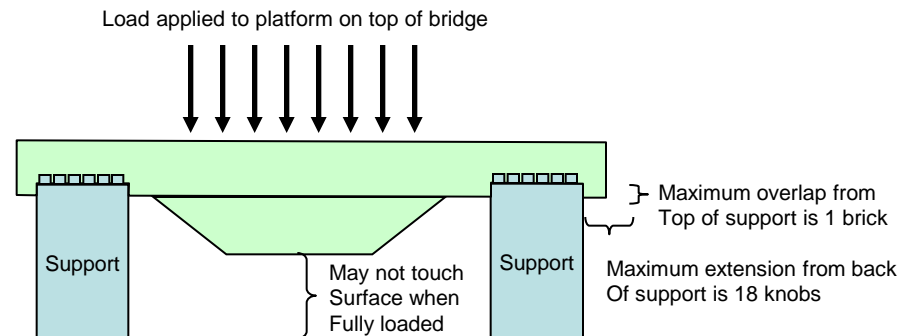 Load applied to platform on top of bridge
Maximum overlap from
Top of support is 1 brick
Support
Support
May not touch
Surface when
Fully loaded
Maximum extension from back
Of support is 18 knobs